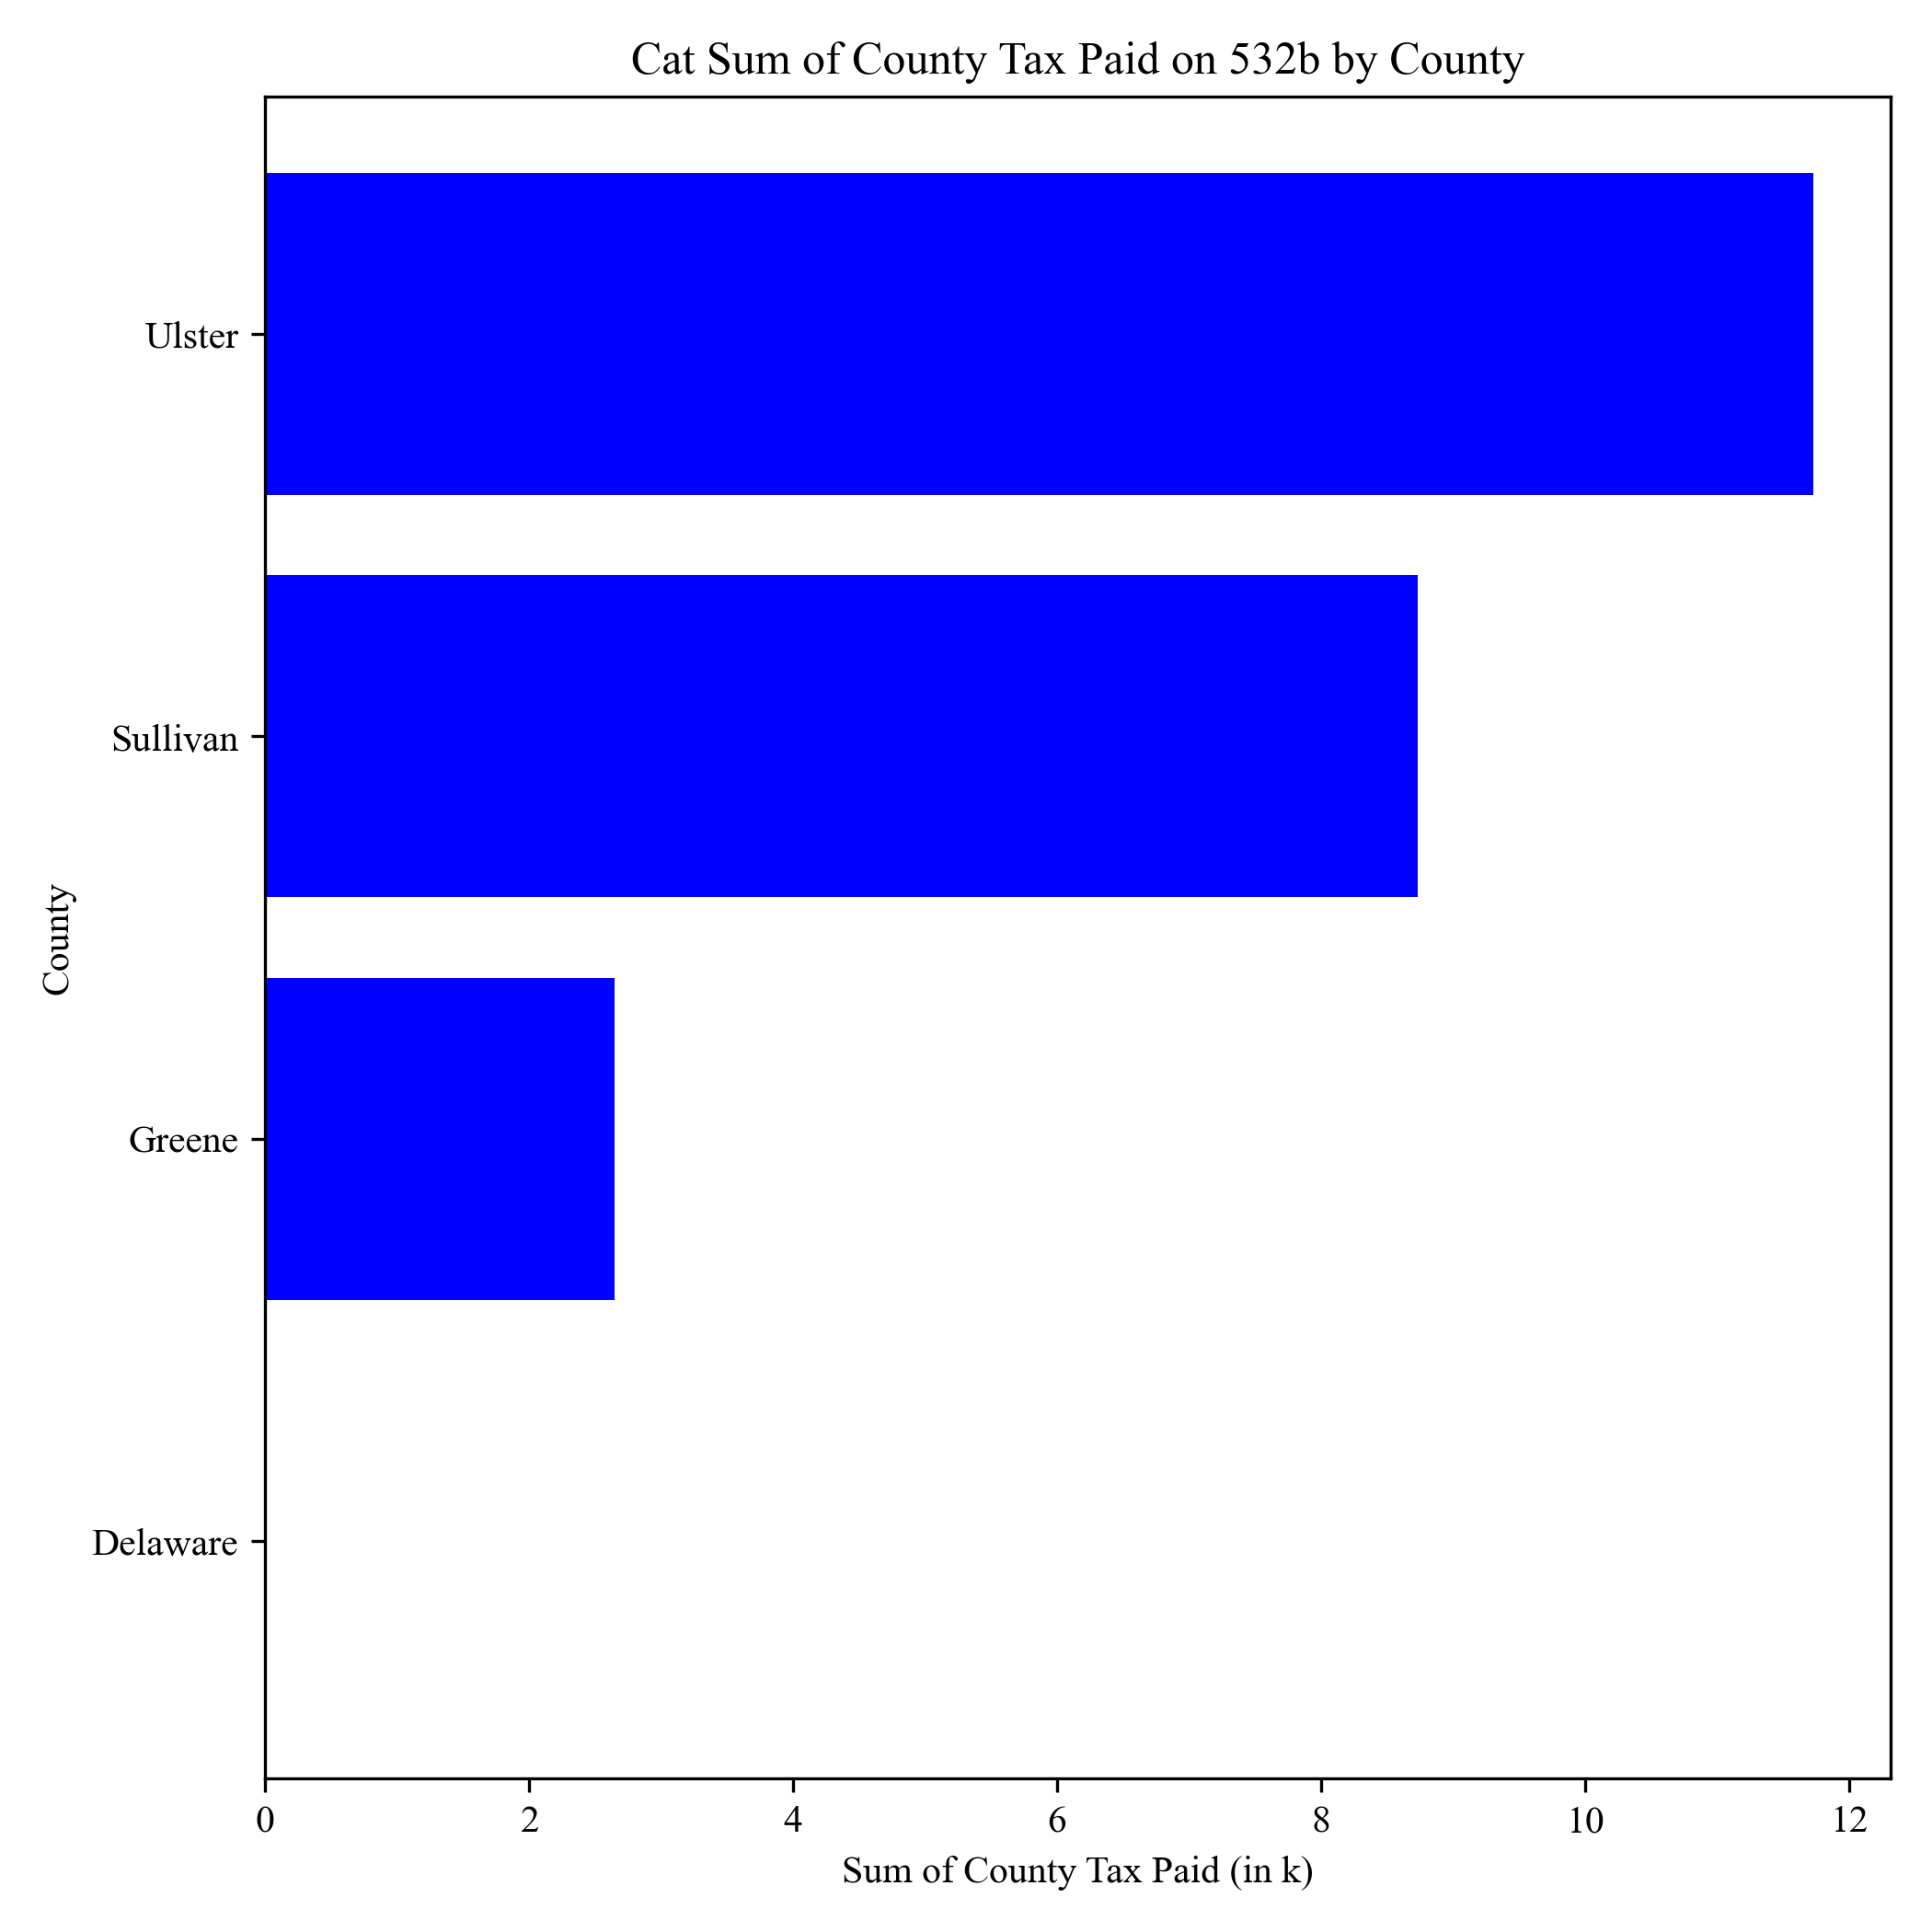 Cat Sum of County Tax Paid on 532b by County
Ulster
Sullivan
Greene
Delaware
County
0 2 4 6 8 10 12
Sum of County Tax Paid (in k)